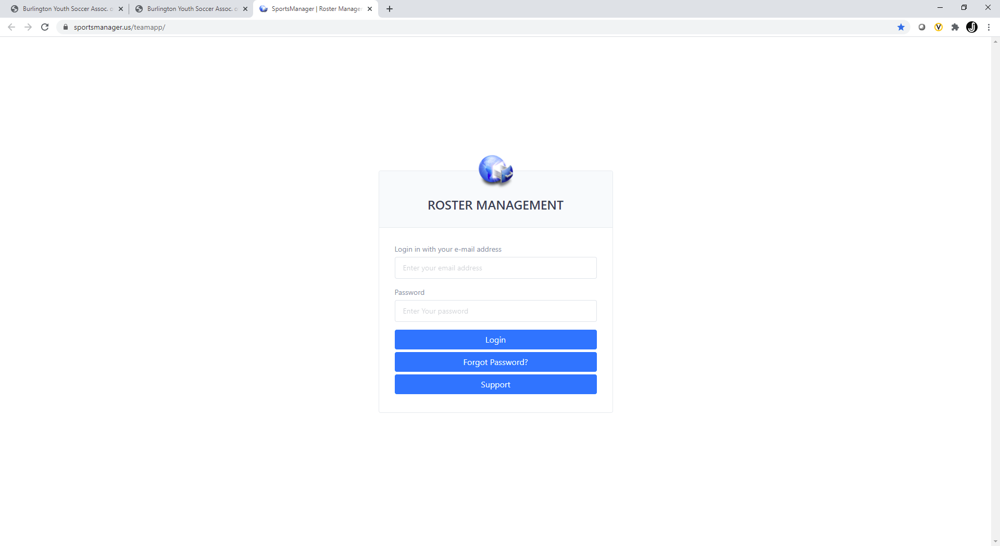 Burlington Youth Soccer Assoc. o
Burlington Youth Soccer Assoc. o
SportsManager | Roster Manager
sportsmanager.us/teamapp/
ROSTER MANAGEMENT
Login in with your e-mail address
Enter your email address
Password
Enter Your password
Login
Forgot Password?
Support